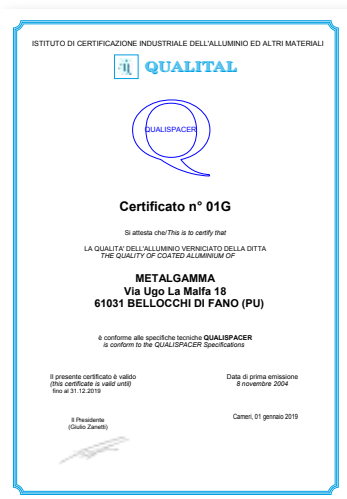 ISTITUTO DI CERTIFICAZIONE INDUSTRIALE DELL'ALLUMINIO ED ALTRI MATERIALI
QUALITAL
QUALISPACER
Certificato n° 01G
Si attesta che/This is to certify that
LA QUALITA' DELL'ALLUMINIO VERNICIATO DELLA DITTA
THE QUALITY OF COATED ALUMINIUM OF
METALGAMMA
Via Ugo La Malfa 18
61031 BELLOCCHI DI FANO (PU)
è conforme alle specifiche tecniche QUALISPACER
is conform to the QUALISPACER Specifications
Il presente certificato è valido
(this certificate is valid until)
fino al 31.12.2019
Data di prima emissione
8 novembre 2004
Il Presidente
(Giulio Zanetti)
Cameri, 01 gennaio 2019